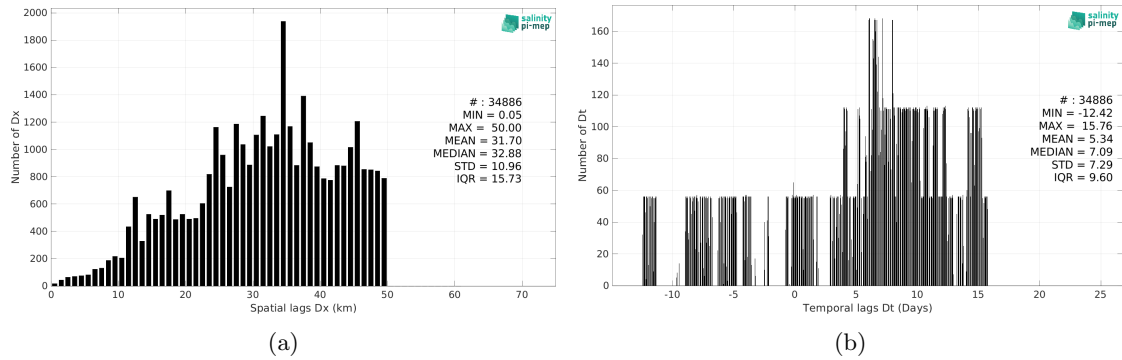 salinity
pi-mep
2000
1800
1600
1400
1200
1000
800
600
400
200
0
Number of Dx
# : 34886
MIN = 0.05
MAX = 50.00
MEAN = 31.70
MEDIAN = 32.88
STD = 10.96
IQR = 15.73
0 10 20 30 40 50 60 70
Spatial lags Dx (km)
(a)
salinity
pi-mep
160
140
120
100
80
60
40
20
0
Number of Dt
# : 34886
MIN = -12.42
MAX = 15.76
MEAN = 5.34
MEDIAN = 7.09
STD = 7.29
IQR = 9.60
-10 -5 0 5 10 15 20 25
Temporal lags Dt (Days)
(b)